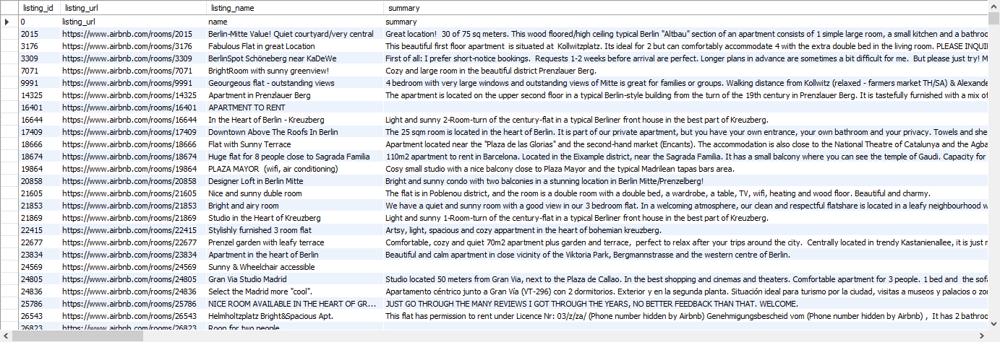 listing_id listing_url listing_name summary
0 listing_url name summary
2015 https://www.airbnb.com/rooms/2015 Berlin-Mitte Value! Quiet courtyard/very central Great location!  30 of 75 sq meters. This wood floored/high ceiling typical Berlin "Altbau" section of an apartment consists of 1 simple large room, a small kitchen and a bathroo
3176 https://www.airbnb.com/rooms/3176 Fabulous Flat in great Location This beautiful first floor apartment  is situated at  Kollwitzplatz. Its ideal for 2 but can comfortably accommodate 4 with the extra double bed in the living room. PLEASE INQUI
3309 https://www.airbnb.com/rooms/3309 BerlinSpot Schöneberg near KaDeWe First of all: I prefer short-notice bookings.  Requests 1-2 weeks before arrival are perfect. Longer plans in advance are sometimes a bit difficult for me.  But please just try! M
7071 https://www.airbnb.com/rooms/7071 BrightRoom with sunny greenview! Cozy and large room in the beautiful district Prenzlauer Berg.
9991 https://www.airbnb.com/rooms/9991 Geourgeous flat - outstanding views 4 bedroom with very large windows and outstanding views of Mitte is great for families or groups. Walking distance from Kollwitz (relaxed - farmers market TH/SA) & Alexande
14325 https://www.airbnb.com/rooms/14325 Apartment in Prenzlauer Berg The apartment is located on the upper second floor in a typical Berlin-style building from the turn of the 19th century in Prenzlauer Berg. It is tastefully furnished with a mix of
16401 https://www.airbnb.com/rooms/16401 APARTMENT TO RENT
16644 https://www.airbnb.com/rooms/16644 In the Heart of Berlin - Kreuzberg Light and sunny 2-Room-turn of the century-flat in a typical Berliner front house in the best part of Kreuzberg.
17409 https://www.airbnb.com/rooms/17409 Downtown Above The Roofs In Berlin The 25 sqm room is located in the heart of Berlin. It is part of our private apartment, but you have your own entrance, your own bathroom and your privacy. Towels and she
18666 https://www.airbnb.com/rooms/18666 Flat with Sunny Terrace Apartment located near the "Plaza de las Glorias" and the second-hand market (Encants). The accommodation is also close to the National Theatre of Catalunya and the Agba
18674 https://www.airbnb.com/rooms/18674 Huge flat for 8 people close to Sagrada Familia 110m2 apartment to rent in Barcelona. Located in the Eixample district, near the Sagrada Familia. It has a small balcony where you can see the temple of Gaudi. Capacity for
19864 https://www.airbnb.com/rooms/19864 PLAZA MAYOR  (wifi, air conditioning) Cosy small studio with a nice balcony close to Plaza Mayor and the typical Madrilean tapas bars area.
20858 https://www.airbnb.com/rooms/20858 Designer Loft in Berlin Mitte Bright and sunny condo with two balconies in a stunning location in Berlin Mitte/Prenzelberg!
21605 https://www.airbnb.com/rooms/21605 Nice and sunny duble room The flat is in Poblenou district, and the room is a double room with a double bed, a wardrobe, a table, TV, wifi, heating and wood floor. Beautiful and charmy.
21853 https://www.airbnb.com/rooms/21853 Bright and airy room We have a quiet and sunny room with a good view in our 3 bedroom flat. In a welcoming atmosphere, our clean and respectful flatshare is located in a leafy neighbourhood w
21869 https://www.airbnb.com/rooms/21869 Studio in the Heart of Kreuzberg Light and sunny 1-Room-turn of the century-flat in a typical Berliner front house in the best part of Kreuzberg.
22415 https://www.airbnb.com/rooms/22415 Stylishly furnished 3 room flat Artsy, light, spacious and cozy appartment in the heart of bohemian kreuzberg.
22677 https://www.airbnb.com/rooms/22677 Prenzel garden with leafy terrace Comfortable, cozy and quiet 70m2 apartment plus garden and terrace,  perfect to relax after your trips around the city.  Centrally located in trendy Kastanienallee, it is just
23834 https://www.airbnb.com/rooms/23834 Apartment in the heart of Berlin Beautiful and calm apartment in close vicinity of the Viktoria Park, Bergmannstrasse and the western centre of Berlin.
24569 https://www.airbnb.com/rooms/24569 Sunny & Wheelchair accessible
24805 https://www.airbnb.com/rooms/24805 Gran Via Studio Madrid Studio located 50 meters from Gran Via, next to the Plaza de Callao. In the best shopping and cinemas and theaters. Comfortable apartment for 3 people. 1 bed and  the sofa
24836 https://www.airbnb.com/rooms/24836 Select the Madrid more "cool". Apartamento céntrico junto a Gran Vía (VT-296) con 2 dormitorios. Exterior y en la segunda planta. Situación ideal para turismo por la ciudad, visitas a museos y palacios o zon
25786 https://www.airbnb.com/rooms/25786 NICE ROOM AVAILABLE IN THE HEART OF GR... JUST GO THROUGH THE MANY REVIEWS I GOT THROUGH THE YEARS, NO BETTER FEEDBACK THAN THAT. WELCOME.
26543 https://www.airbnb.com/rooms/26543 Helmholtzplatz Bright&Spacious Apt. This flat has permission to rent under Licence Nr: 03/z/za/ (Phone number hidden by Airbnb) Genehmigungsbescheid vom (Phone number hidden by Airbnb) ,  It has 2 bathroo
26823 https://www.airbnb.com/rooms/26823 Roon for two people